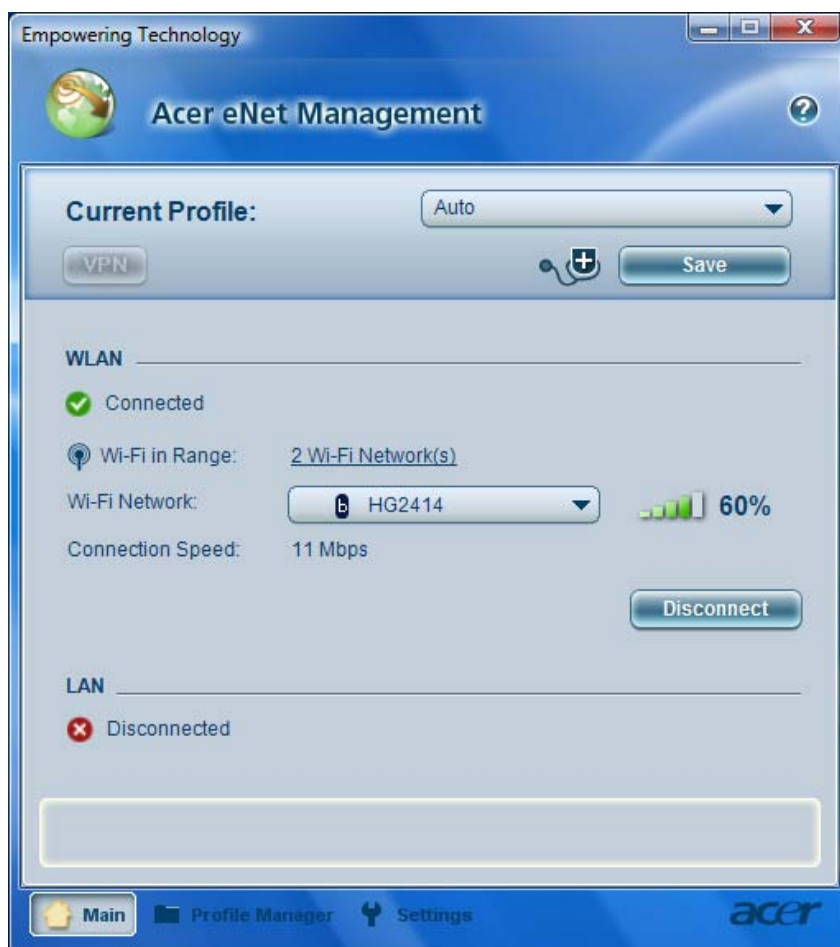 Empowering Technology
Acer eNet Management
?
Current Profile:
Auto
VPN
Save
WLAN
Connected
Wi-Fi in Range: 2 Wi-Fi Network(s)
Wi-Fi Network: b HG2414 60%
Connection Speed: 11 Mbps
Disconnect
LAN
Disconnected
Main Profile Manager Settings acer